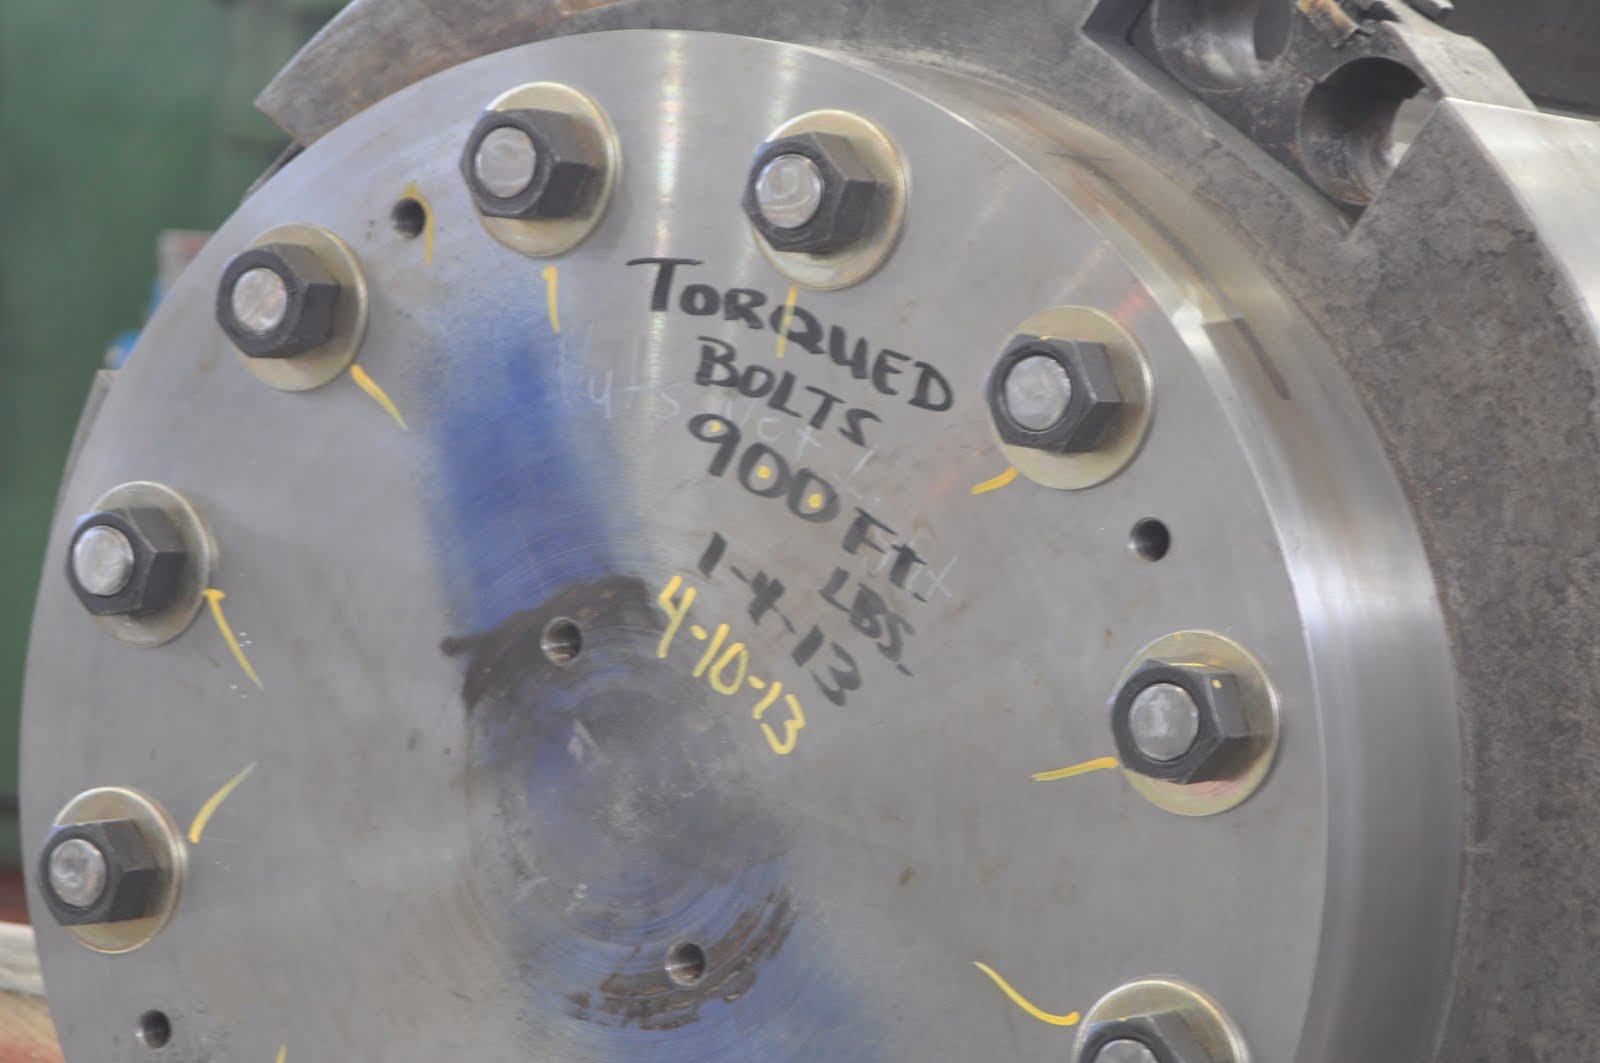 TORQUED
BOLTS
900 Ft
LBS.
1-4-13
4-10-13